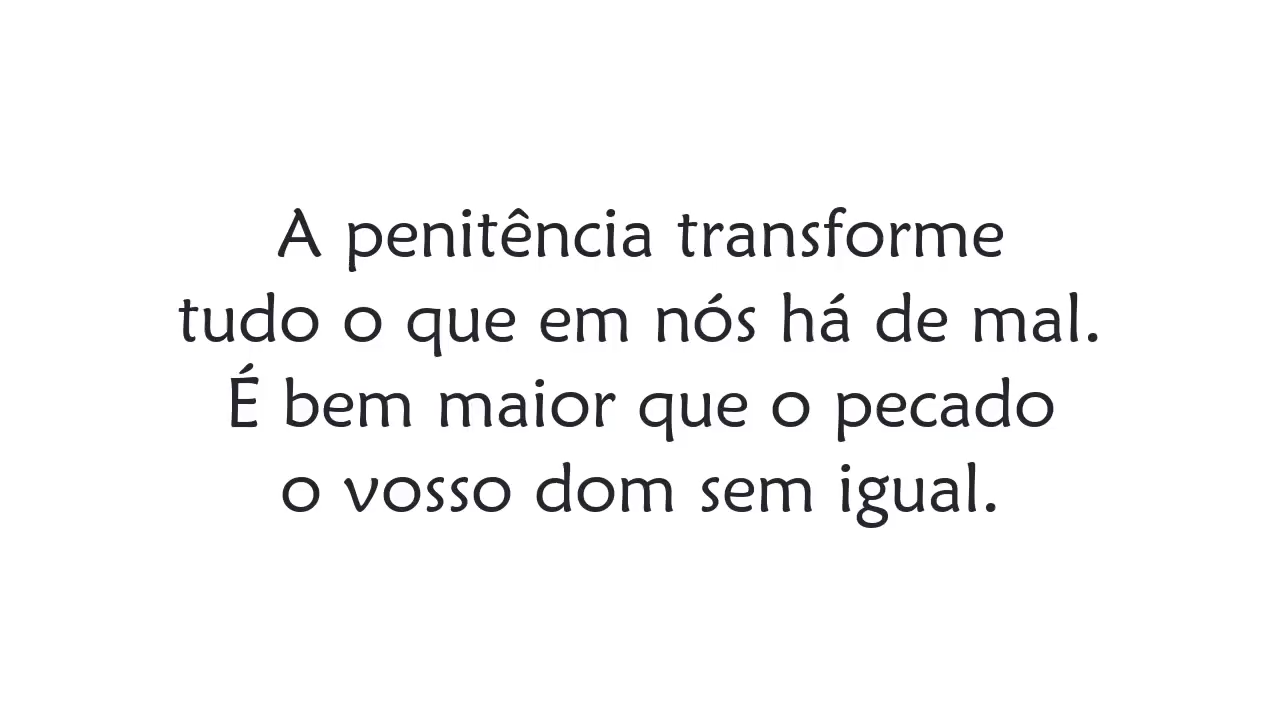 A penitência transforme
tudo o que em nós há de mal.
É bem maior que o pecado
o vosso dom sem igual.